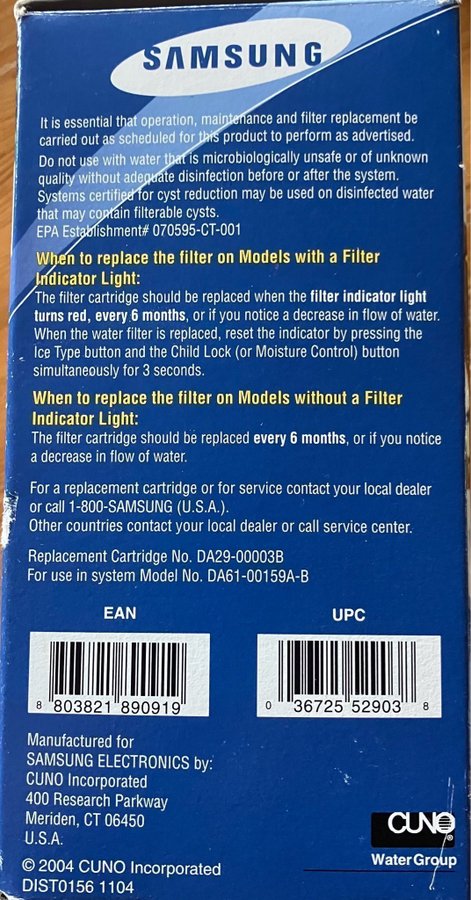 SAMSUNG
It is essential that operation, maintenance and filter replacement be
carried out as scheduled for this product to perform as advertised.
Do not use with water that is microbiologically unsafe or of unknown
quality without adequate disinfection before or after the system.
Systems certified for cyst reduction may be used on disinfected water
that may contain filterable cysts.
EPA Establishment# 070595-CT-001
When to replace the filter on Models with a Filter
Indicator Light:
The filter cartridge should be replaced when the filter indicator light
turns red, every 6 months, or if you notice a decrease in flow of water.
When the water filter is replaced, reset the indicator by pressing the
Ice Type button and the Child Lock (or Moisture Control) button
simultaneously for 3 seconds.
When to replace the filter on Models without a Filter
Indicator Light:
The filter cartridge should be replaced every 6 months, or if you notice
a decrease in flow of water.
For a replacement cartridge or for service contact your local dealer
or call 1-800-SAMSUNG (U.S.A.).
Other countries contact your local dealer or call service center.
Replacement Cartridge No. DA29-00003B
For use in system Model No. DA61-00159A-B
EAN UPC
8 803821 890919 0 36725 52903 8
Manufactured for
SAMSUNG ELECTRONICS by:
CUNO Incorporated
400 Research Parkway
Meriden, CT 06450
U.S.A.
CUNO®
Water Group
© 2004 CUNO Incorporated
DIST0156 1104